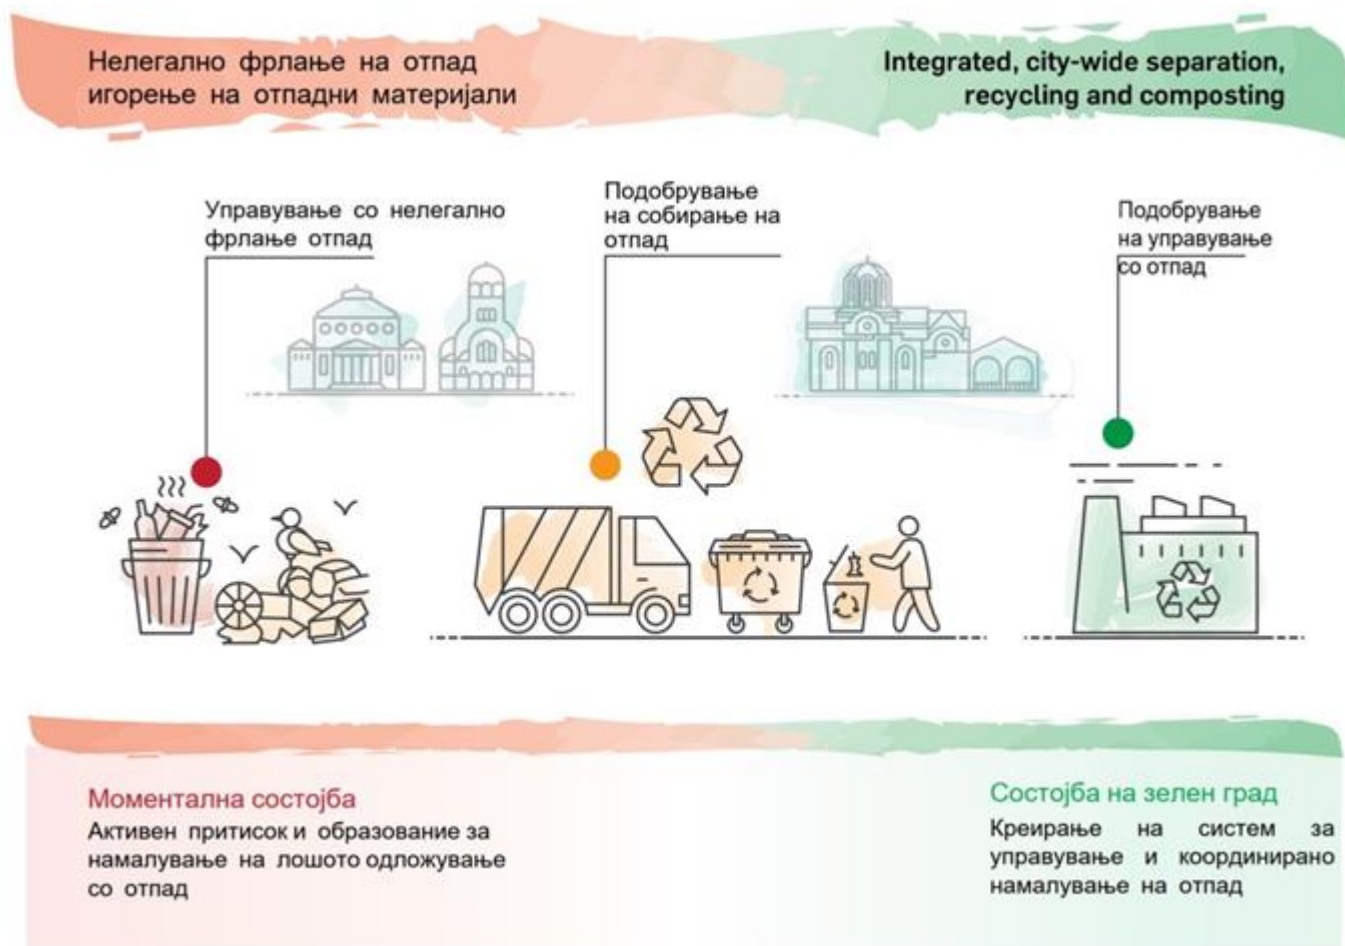 Нелегално фрлање на отпад
игорење на отпадни материјали
Integrated, city-wide separation,
recycling and composting
Управување со нелегално
фрлање отпад
Подобрување
на собирање на
отпад
Подобрување
на управување
со отпад
Моментална состојба
Активен притисок и образование за
намалување на лошото одложување
со отпад
Состојба на зелен град
Креирање на систем за
управување и координирано
намалување на отпад